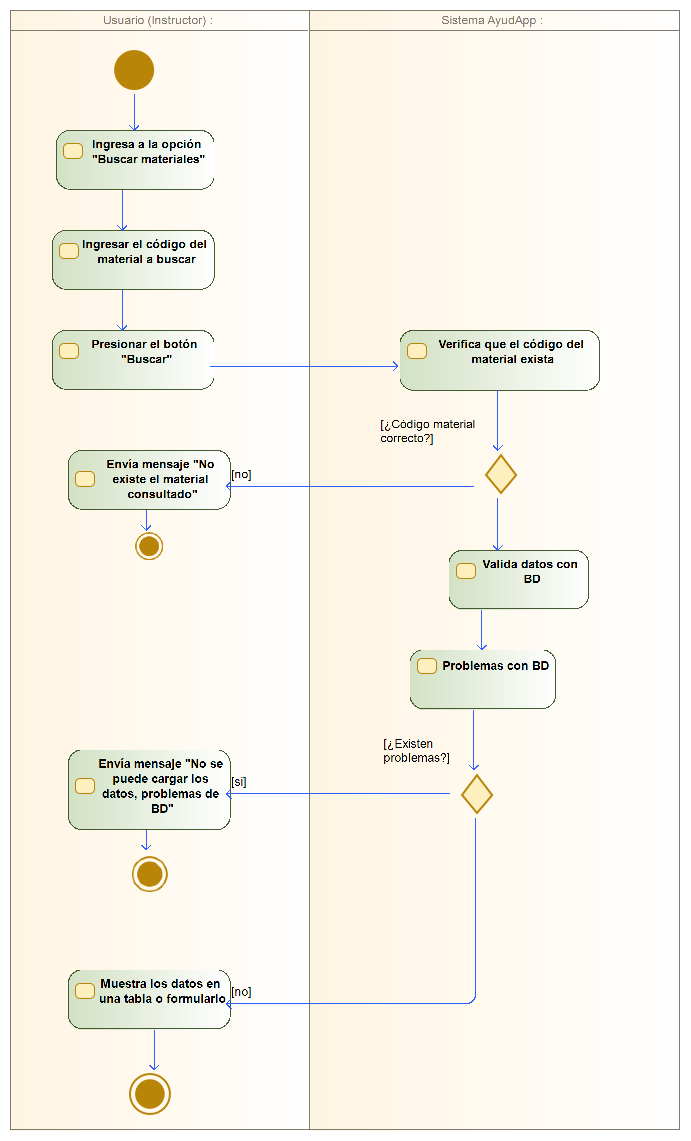 Usuario (Instructor) :
Sistema AyudApp :
Ingresa a la opción
"Buscar materiales"
Ingresar el código del
material a buscar
Presionar el botón
"Buscar"
Verifica que el código del
material exista
[¿Código material
correcto?]
Envía mensaje "No
existe el material
consultado"
[no]
Valida datos con
BD
Problemas con BD
[¿Existen
problemas?]
Envía mensaje "No se
puede cargar los
datos, problemas de
BD"
[si]
Muestra los datos en
una tabla o formulario
[no]